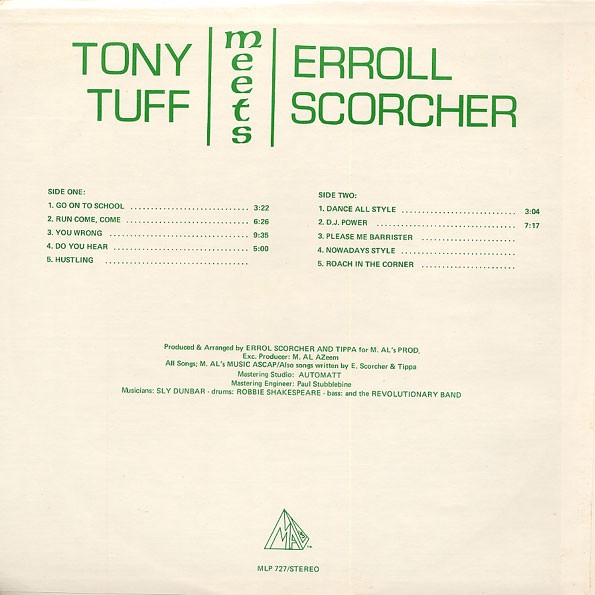 TONY TUFF
meets
ERROLL SCORCHER
SIDE ONE:
1. GO ON TO SCHOOL ............................ 3:22
2. RUN COME, COME ............................ 6:26
3. YOU WRONG ................................ 9:35
4. DO YOU HEAR .............................. 5:00
5. HUSTLING ..............................
SIDE TWO:
1. DANCE ALL STYLE .......................... 3:04
2. D.J. POWER ............................... 7:17
3. PLEASE ME BARRISTER .....................
4. NOWADAYS STYLE ..........................
5. ROACH IN THE CORNER .....................
Produced & Arranged by ERROL SCORCHER AND TIPPA for M. AL's PROD.
Exc. Producer: M. AL AZeem
All Songs; M. AL's MUSIC ASCAP/Also songs written by E. Scorcher & Tippa
Mastering Studio: AUTOMATT
Mastering Engineer: Paul Stubblebine
Musicians: SLY DUNBAR - drums: ROBBIE SHAKESPEARE - bass: and the REVOLUTIONARY BAND
MLP 727/STEREO